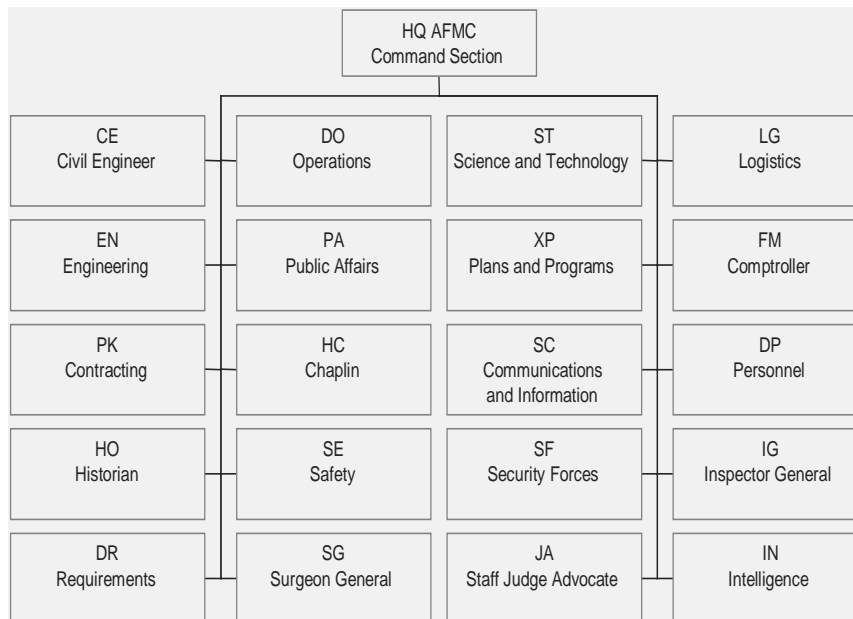 HQ AFMC
Command Section
CE
Civil Engineer
DO
Operations
ST
Science and Technology
LG
Logistics
EN
Engineering
PA
Public Affairs
XP
Plans and Programs
FM
Comptroller
PK
Contracting
HC
Chaplin
SC
Communications
and Information
DP
Personnel
HO
Historian
SE
Safety
SF
Security Forces
IG
Inspector General
DR
Requirements
SG
Surgeon General
JA
Staff Judge Advocate
IN
Intelligence